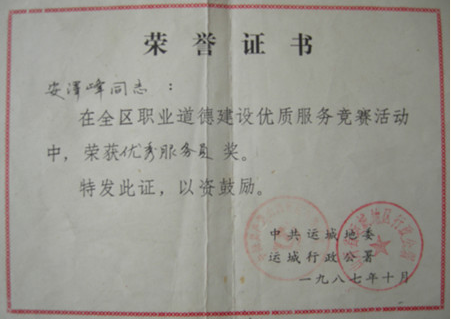 荣誉证书
安泽峰同志：
在全区职业道德建设优质服务竞赛活动
中，荣获优秀服务员奖。
特发此证，以资鼓励。
中共运城地委
运城行政公署
一九八七年十月